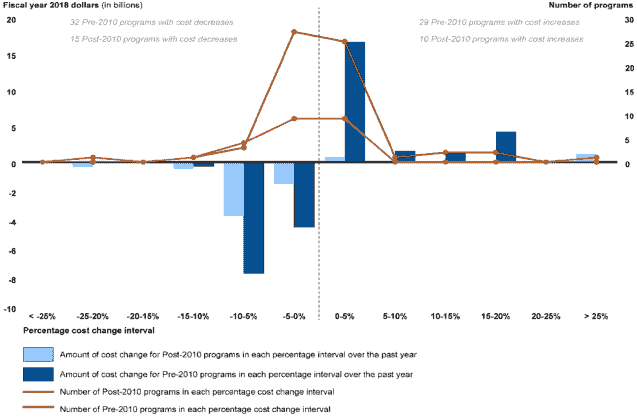 Fiscal year 2018 dollars (in billions) Number of programs
20 32 Pre-2010 programs with cost decreases 29 Pre-2010 programs with cost increases 30
15 Post-2010 programs with cost decreases 10 Post-2010 programs with cost increases
25
15
20
10 15
10
5
5
0 0
-2
-4
-6
-8
-10
< -25% -25-20% -20-15% -15-10% -10-5% -5-0% 0-5% 5-10% 10-15% 15-20% 20-25% > 25%
Percentage cost change interval
Amount of cost change for Post-2010 programs in each percentage interval over the past year
Amount of cost change for Pre-2010 programs in each percentage interval over the past year
Number of Post-2010 programs in each percentage cost change interval
Number of Pre-2010 programs in each percentage cost change interval